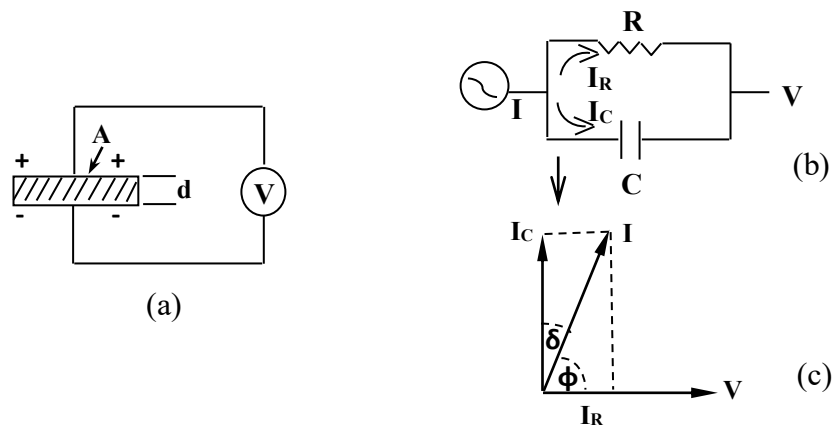 A
+ +
d
- -
V
(a)
R
I_R
I
I_C
V
C
(b)
I_C
I
δ
ϕ
V
I_R
(c)